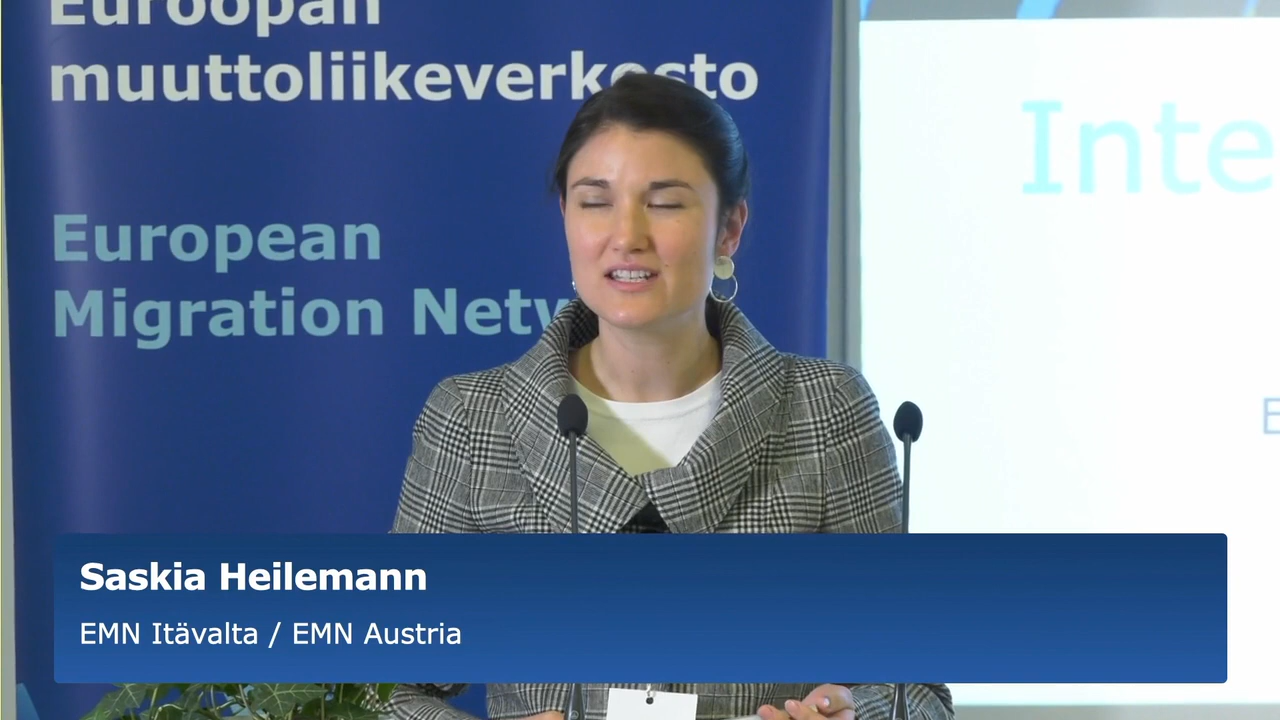 Euroopan
muuttoliikeverkosto
European
Migration Netw
Inte
E
Saskia Heilemann
EMN Itävalta / EMN Austria